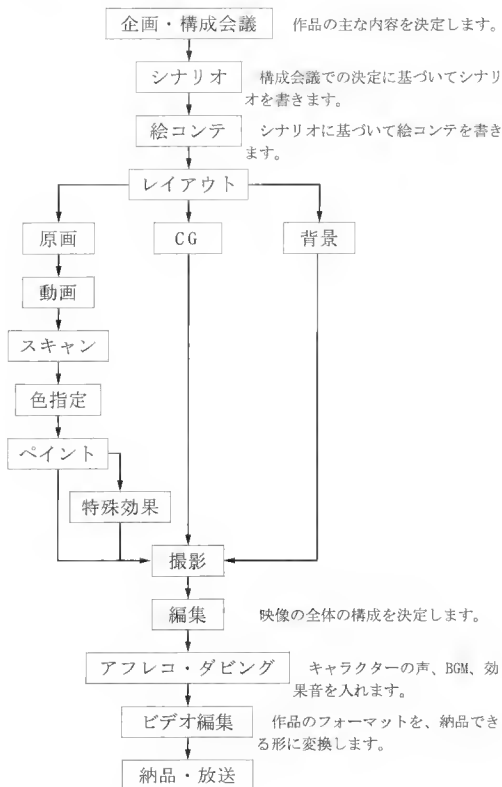 企画・構成会議
作品の主な内容を決定します。
シナリオ
構成会議での決定に基づいてシナリ
オを書きます。
絵コンテ
シナリオに基づいて絵コンテを書き
ます。
レイアウト
原画
CG
背景
動画
スキャン
色指定
ペイント
特殊効果
撮影
編集
映像の全体の構成を決定します。
アフレコ・ダビング
キャラクターの声、BGM、効
果音を入れます。
ビデオ編集
作品のフォーマットを、納品でき
る形に変換します。
納品・放送